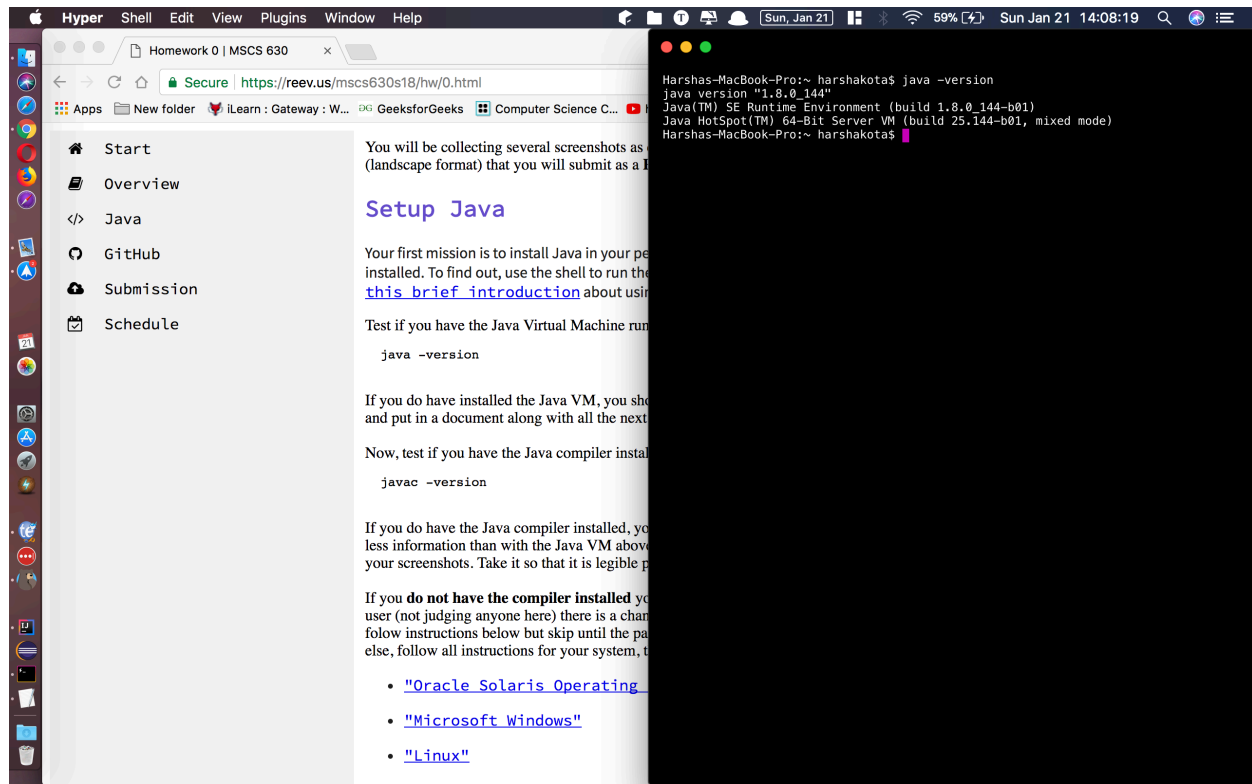 Hyper Shell Edit View Plugins Window Help Sun, Jan 21 59% Sun Jan 21 14:08:19
Homework 0 | MSCS 630
Secure https://reev.us/mscs630s18/hw/0.html
Apps New folder iLearn : Gateway : W... GeeksforGeeks Computer Science C...
Start
Overview
Java
GitHub
Submission
Schedule
You will be collecting several screenshots as
(landscape format) that you will submit as a
Setup Java
Your first mission is to install Java in your
installed. To find out, use the shell to run the
this brief introduction about
Test if you have the Java Virtual Machine
java -version
If you do have installed the Java VM, you
and put in a document along with all the next
Now, test if you have the Java compiler
javac -version
If you do have the Java compiler installed,
less information than with the Java VM
your screenshots. Take it so that it is legible
If you do not have the compiler installed
user (not judging anyone here) there is a
folow instructions below but skip until the
else, follow all instructions for your system,
"Oracle Solaris Operating
"Microsoft Windows"
"Linux"
Harshas-MacBook-Pro:~ harshakota$ java -version
java version "1.8.0_144"
Java(TM) SE Runtime Environment (build 1.8.0_144-b01)
Java HotSpot(TM) 64-Bit Server VM (build 25.144-b01, mixed mode)
Harshas-MacBook-Pro:~ harshakota$
21